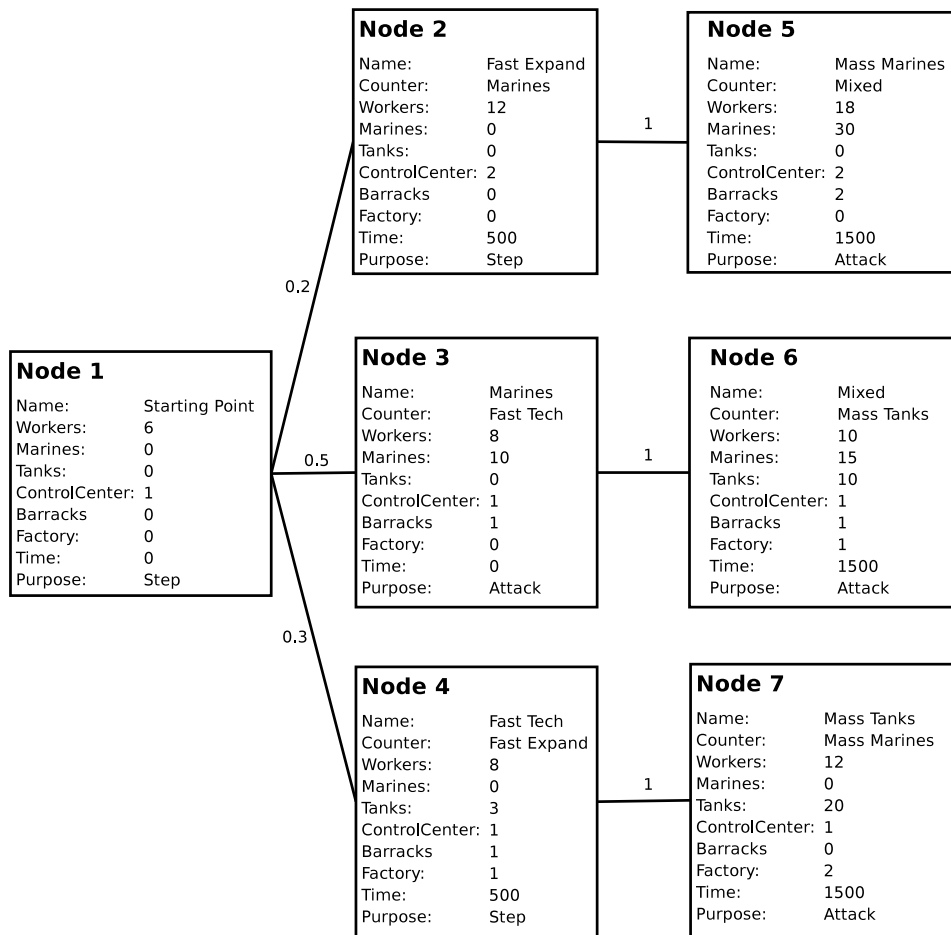 Node 1
Name: Starting Point
Workers: 6
Marines: 0
Tanks: 0
ControlCenter: 1
Barracks 0
Factory: 0
Time: 0
Purpose: Step
0.2
0.5
0.3
Node 2
Name: Fast Expand
Counter: Marines
Workers: 12
Marines: 0
Tanks: 0
ControlCenter: 2
Barracks 0
Factory: 0
Time: 500
Purpose: Step
1
Node 5
Name: Mass Marines
Counter: Mixed
Workers: 18
Marines: 30
Tanks: 0
ControlCenter: 2
Barracks 2
Factory: 0
Time: 1500
Purpose: Attack
Node 3
Name: Marines
Counter: Fast Tech
Workers: 8
Marines: 10
Tanks: 0
ControlCenter: 1
Barracks 1
Factory: 0
Time: 0
Purpose: Attack
1
Node 6
Name: Mixed
Counter: Mass Tanks
Workers: 10
Marines: 15
Tanks: 10
ControlCenter: 1
Barracks 1
Factory: 1
Time: 1500
Purpose: Attack
Node 4
Name: Fast Tech
Counter: Fast Expand
Workers: 8
Marines: 0
Tanks: 3
ControlCenter: 1
Barracks 1
Factory: 1
Time: 500
Purpose: Step
1
Node 7
Name: Mass Tanks
Counter: Mass Marines
Workers: 12
Marines: 0
Tanks: 20
ControlCenter: 1
Barracks 0
Factory: 2
Time: 1500
Purpose: Attack